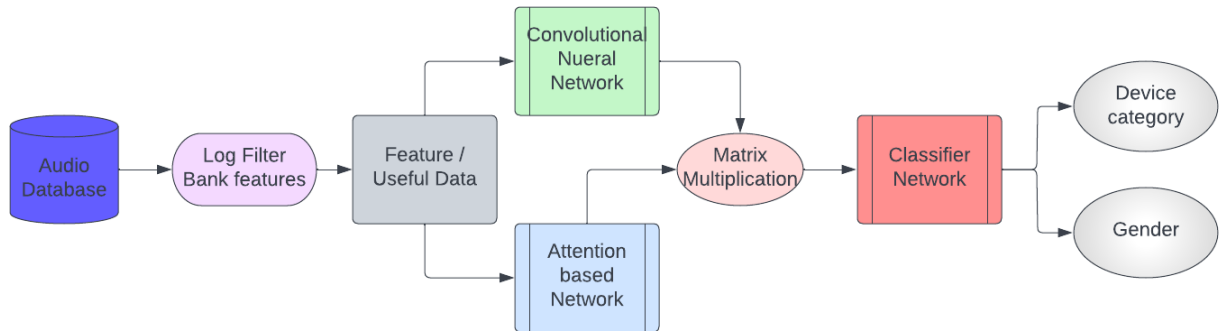 Audio
Database
Log Filter
Bank features
Feature /
Useful Data
Convolutional
Nueral
Network
Attention
based
Network
Matrix
Multiplication
Classifier
Network
Device
category
Gender